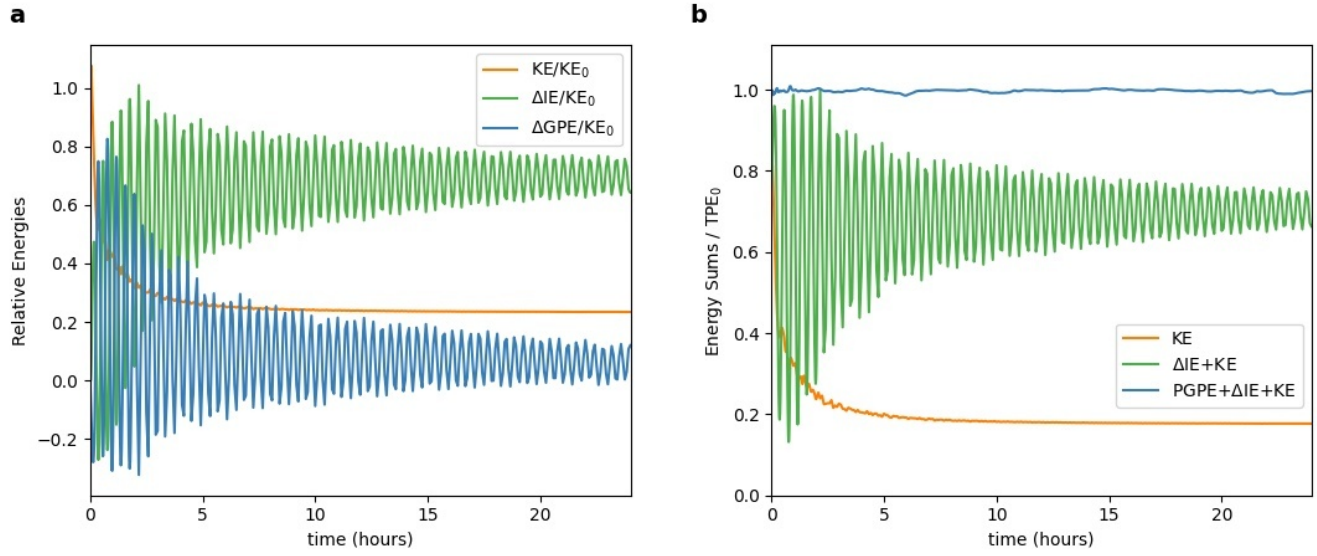 a
1.0
0.8
0.6
0.4
0.2
0.0
−0.2
Relative Energies
0
5
10
15
20
time (hours)
KE/KE₀
ΔIE/KE₀
ΔGPE/KE₀
b
1.0
0.8
0.6
0.4
0.2
0.0
Energy Sums / TPE₀
0
5
10
15
20
time (hours)
KE
ΔIE+KE
PGPE+ΔIE+KE